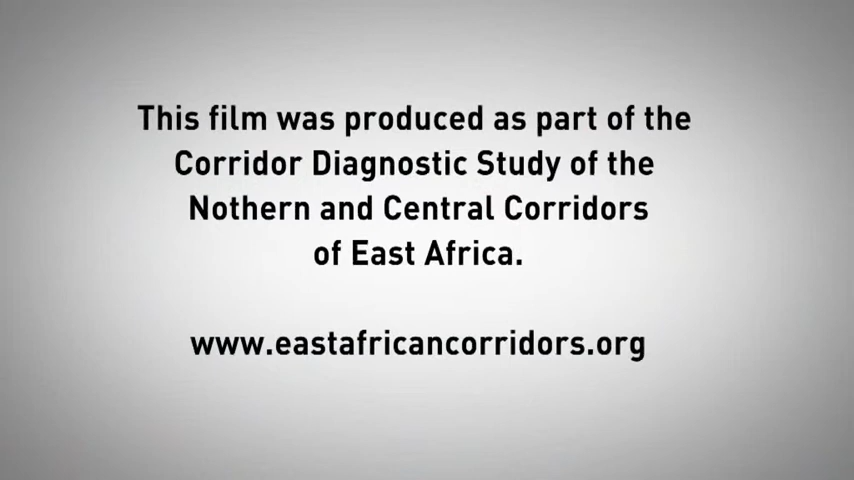 This film was produced as part of the
Corridor Diagnostic Study of the
Nothern and Central Corridors
of East Africa.
www.eastafricancorridors.org